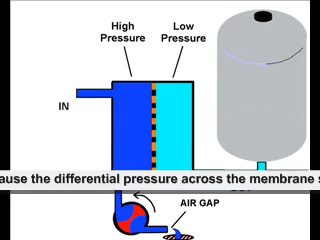 High
Pressure
Low
Pressure
IN
ause the differential pressure across the membrane s
AIR GAP